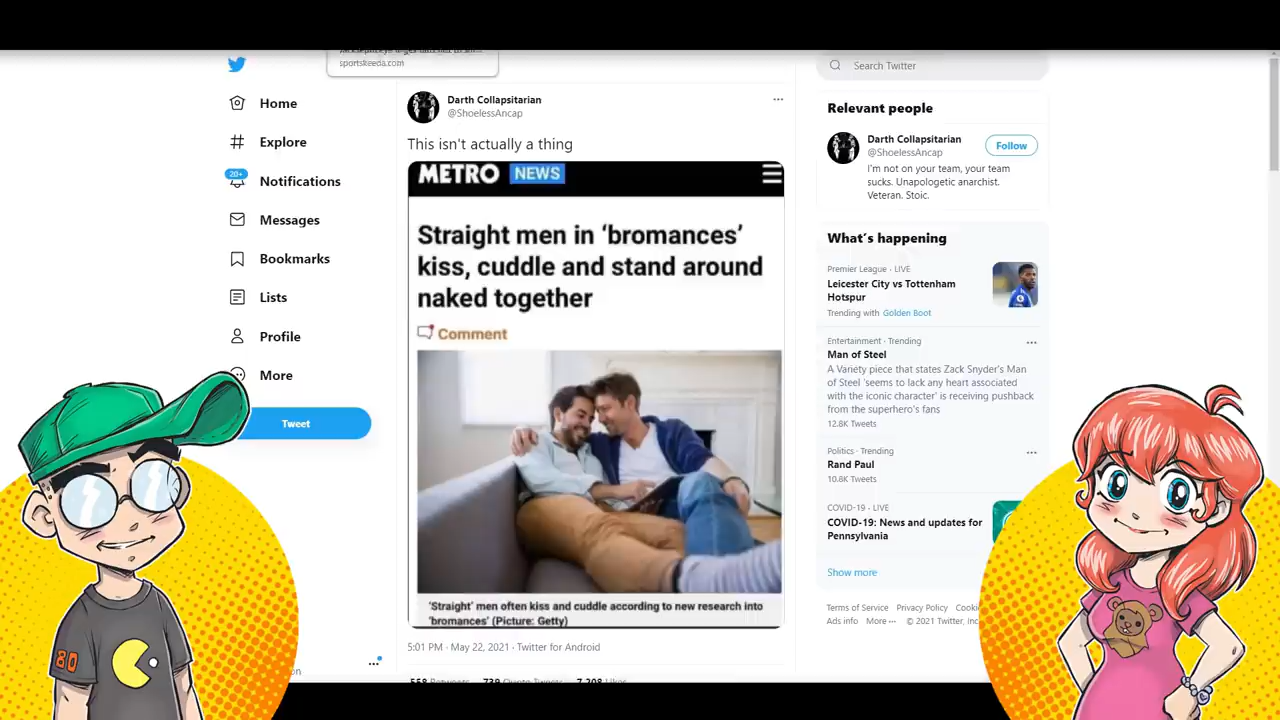 sportskeeda.com
Home
Explore
20+
Notifications
Messages
Bookmarks
Lists
Profile
More
Tweet
Darth Collapsitarian
@ShoelessAncap
This isn't actually a thing
METRO NEWS
Straight men in ‘bromances’
kiss, cuddle and stand around
naked together
Comment
‘Straight’ men often kiss and cuddle according to new research into
‘bromances’ (Picture: Getty)
5:01 PM · May 22, 2021 · Twitter for Android
568 Retweets 739 Quote Tweets 7,208 Likes
Search Twitter
Relevant people
Darth Collapsitarian
@ShoelessAncap
Follow
I'm not on your team, your team
sucks. Unapologetic anarchist.
Veteran. Stoic.
What’s happening
Premier League · LIVE
Leicester City vs Tottenham
Hotspur
Trending with Golden Boot
Entertainment · Trending
Man of Steel
A Variety piece that states Zack Snyder's Man
of Steel 'seems to lack any heart associated
with the iconic character' is receiving pushback
from the superhero's fans
12.8K Tweets
Politics · Trending
Rand Paul
10.8K Tweets
COVID-19 · LIVE
COVID-19: News and updates for
Pennsylvania
Show more
Terms of Service Privacy Policy Cookie
Ads info More ··· © 2021 Twitter, Inc.
80